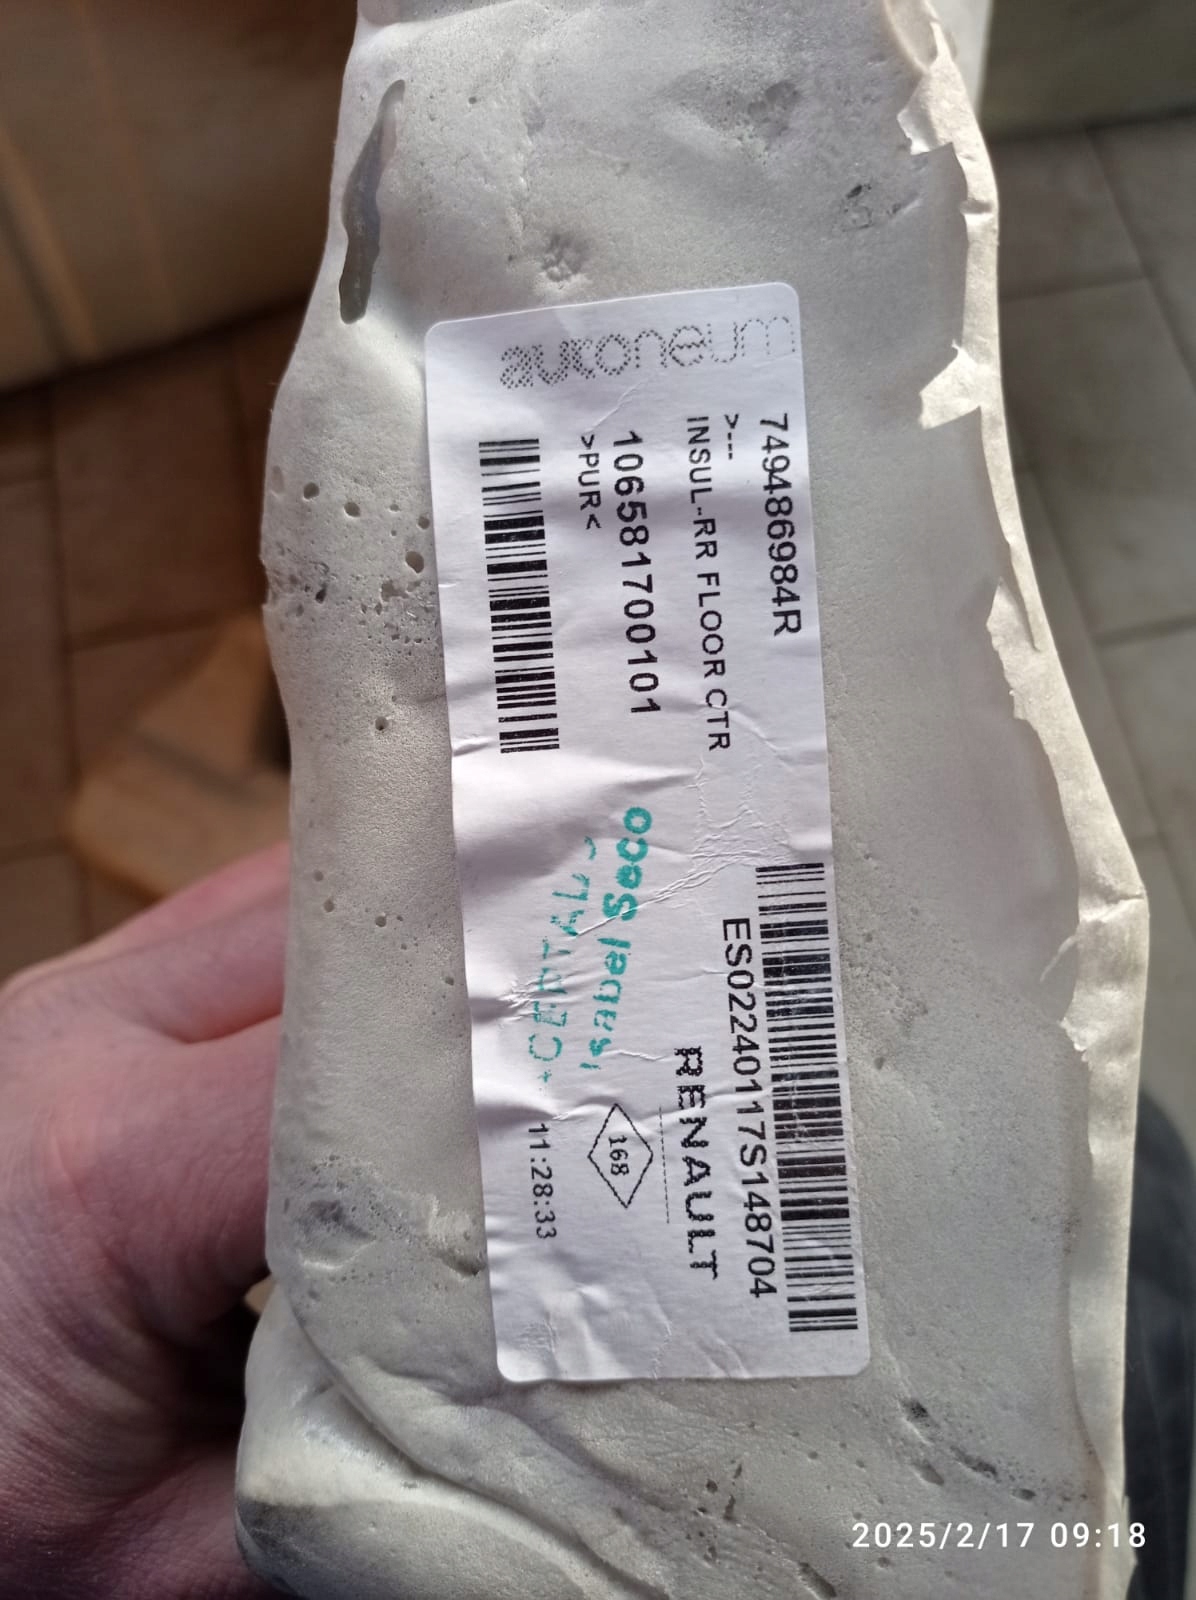 autoneum
749486984R
>---
INSUL-RR FLOOR CTR
106581700101
>PUR<
ES02240117S148704
RENAULT
168
Isabel Seco
11:28:33
2025/2/17 09:18